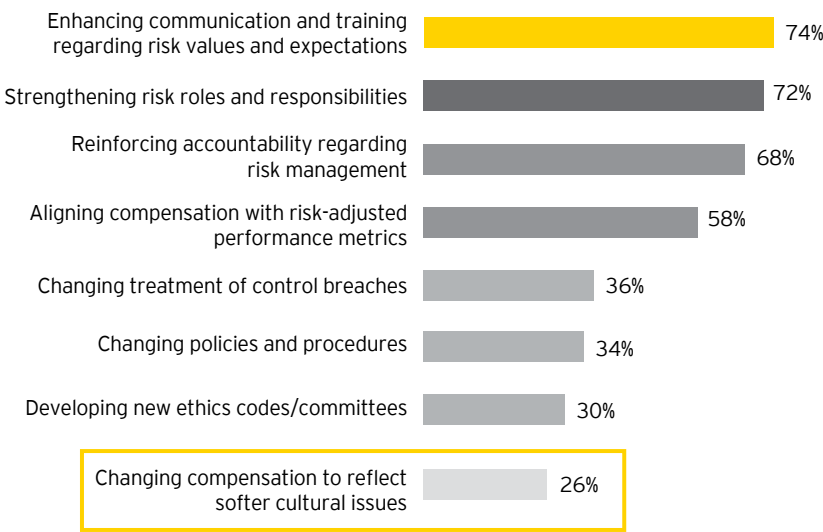 Enhancing communication and training
regarding risk values and expectations
74%
Strengthening risk roles and responsibilities
72%
Reinforcing accountability regarding
risk management
68%
Aligning compensation with risk-adjusted
performance metrics
58%
Changing treatment of control breaches
36%
Changing policies and procedures
34%
Developing new ethics codes/committees
30%
Changing compensation to reflect
softer cultural issues
26%